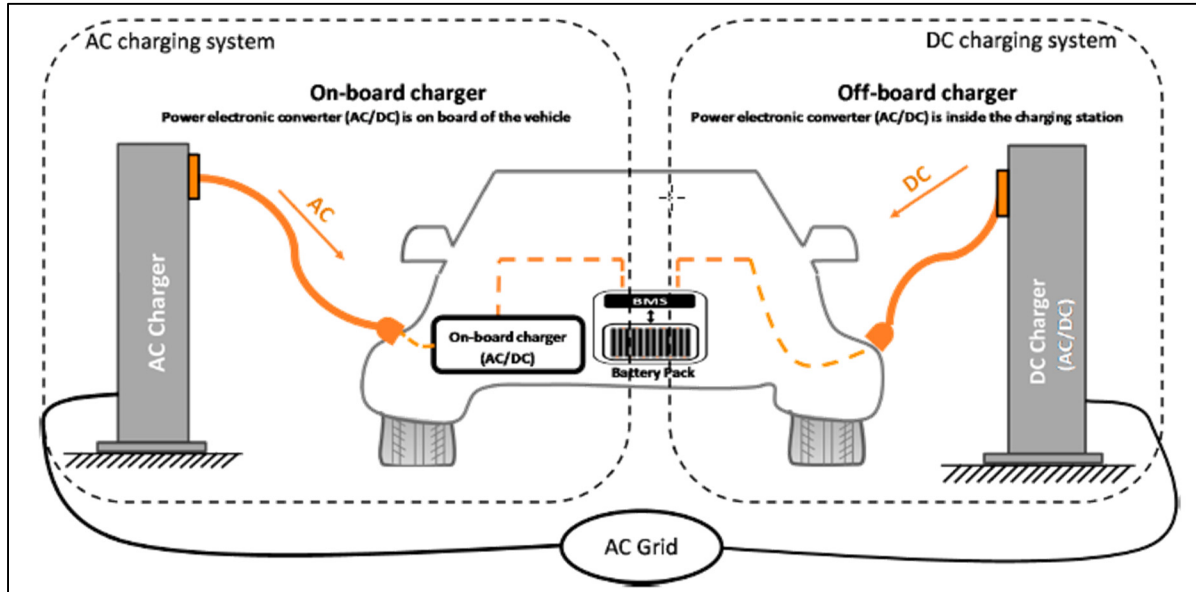 AC charging system
DC charging system
On-board charger
Power electronic converter (AC/DC) is on board of the vehicle
Off-board charger
Power electronic converter (AC/DC) is inside the charging station
AC Charger
AC
DC
DC Charger
(AC/DC)
On-board charger
(AC/DC)
BMS
Battery Pack
AC Grid